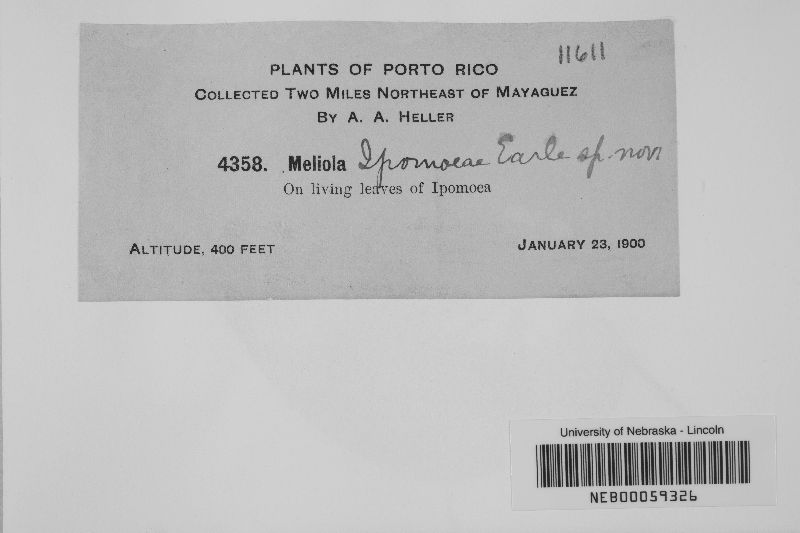 11611
PLANTS OF PORTO RICO
COLLECTED TWO MILES NORTHEAST OF MAYAGUEZ
BY A. A. HELLER
4358. Meliola Ipomoeae Earle sp. nov.
On living leaves of Ipomoea
ALTITUDE, 400 FEET
JANUARY 23, 1900
University of Nebraska - Lincoln
NEB00059326